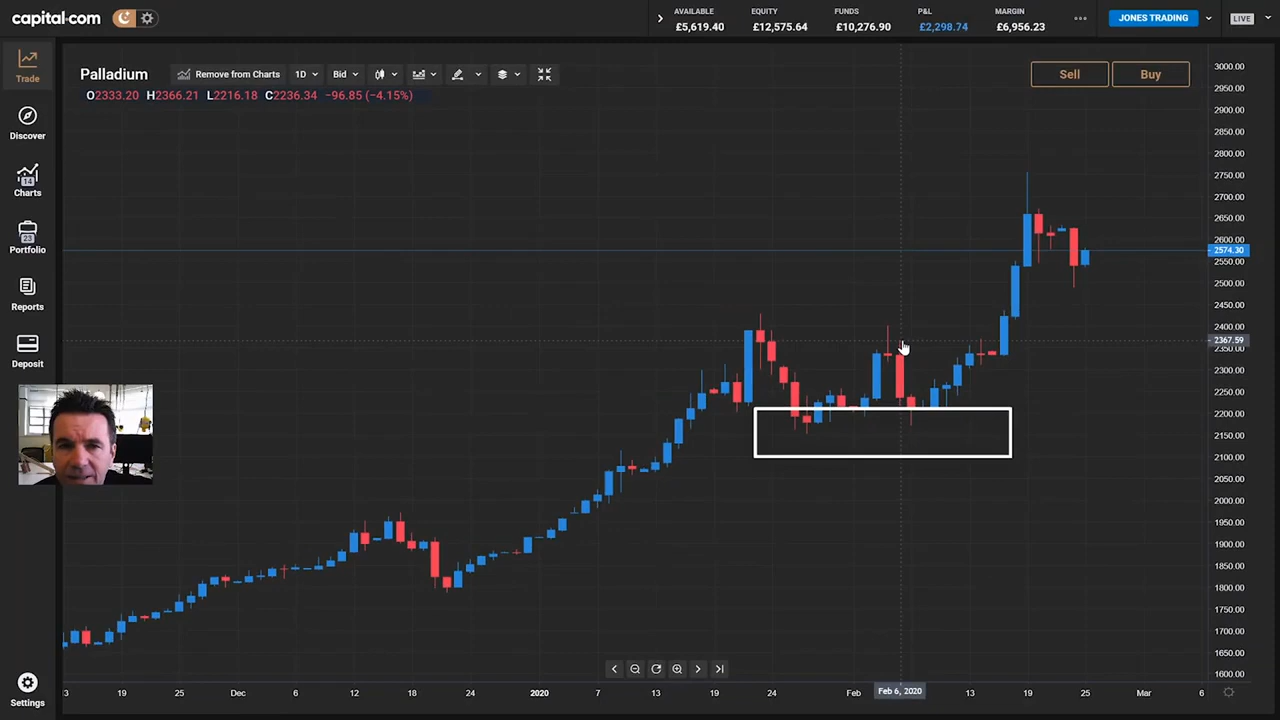 capital·com
AVAILABLE
£5,619.40
EQUITY
£12,575.64
FUNDS
£10,276.90
P&L
£2,298.74
MARGIN
£6,956.23
JONES TRADING
LIVE
Trade
Discover
14
Charts
23
Portfolio
Reports
Deposit
Settings
Palladium
Remove from Charts
1D
Bid
Sell
Buy
O2333.20 H2366.21 L2216.18 C2236.34 −96.85 (−4.15%)
3000.00
2950.00
2900.00
2850.00
2800.00
2750.00
2700.00
2650.00
2600.00
2574.30
2550.00
2500.00
2450.00
2400.00
2367.59
2350.00
2300.00
2250.00
2200.00
2150.00
2100.00
2050.00
2000.00
1950.00
1900.00
1850.00
1800.00
1750.00
1700.00
1650.00
1600.00
3 19 25 Dec 6 12 18 24 2020 7 13 19 24 Feb Feb 6, 2020 13 19 25 Mar 6